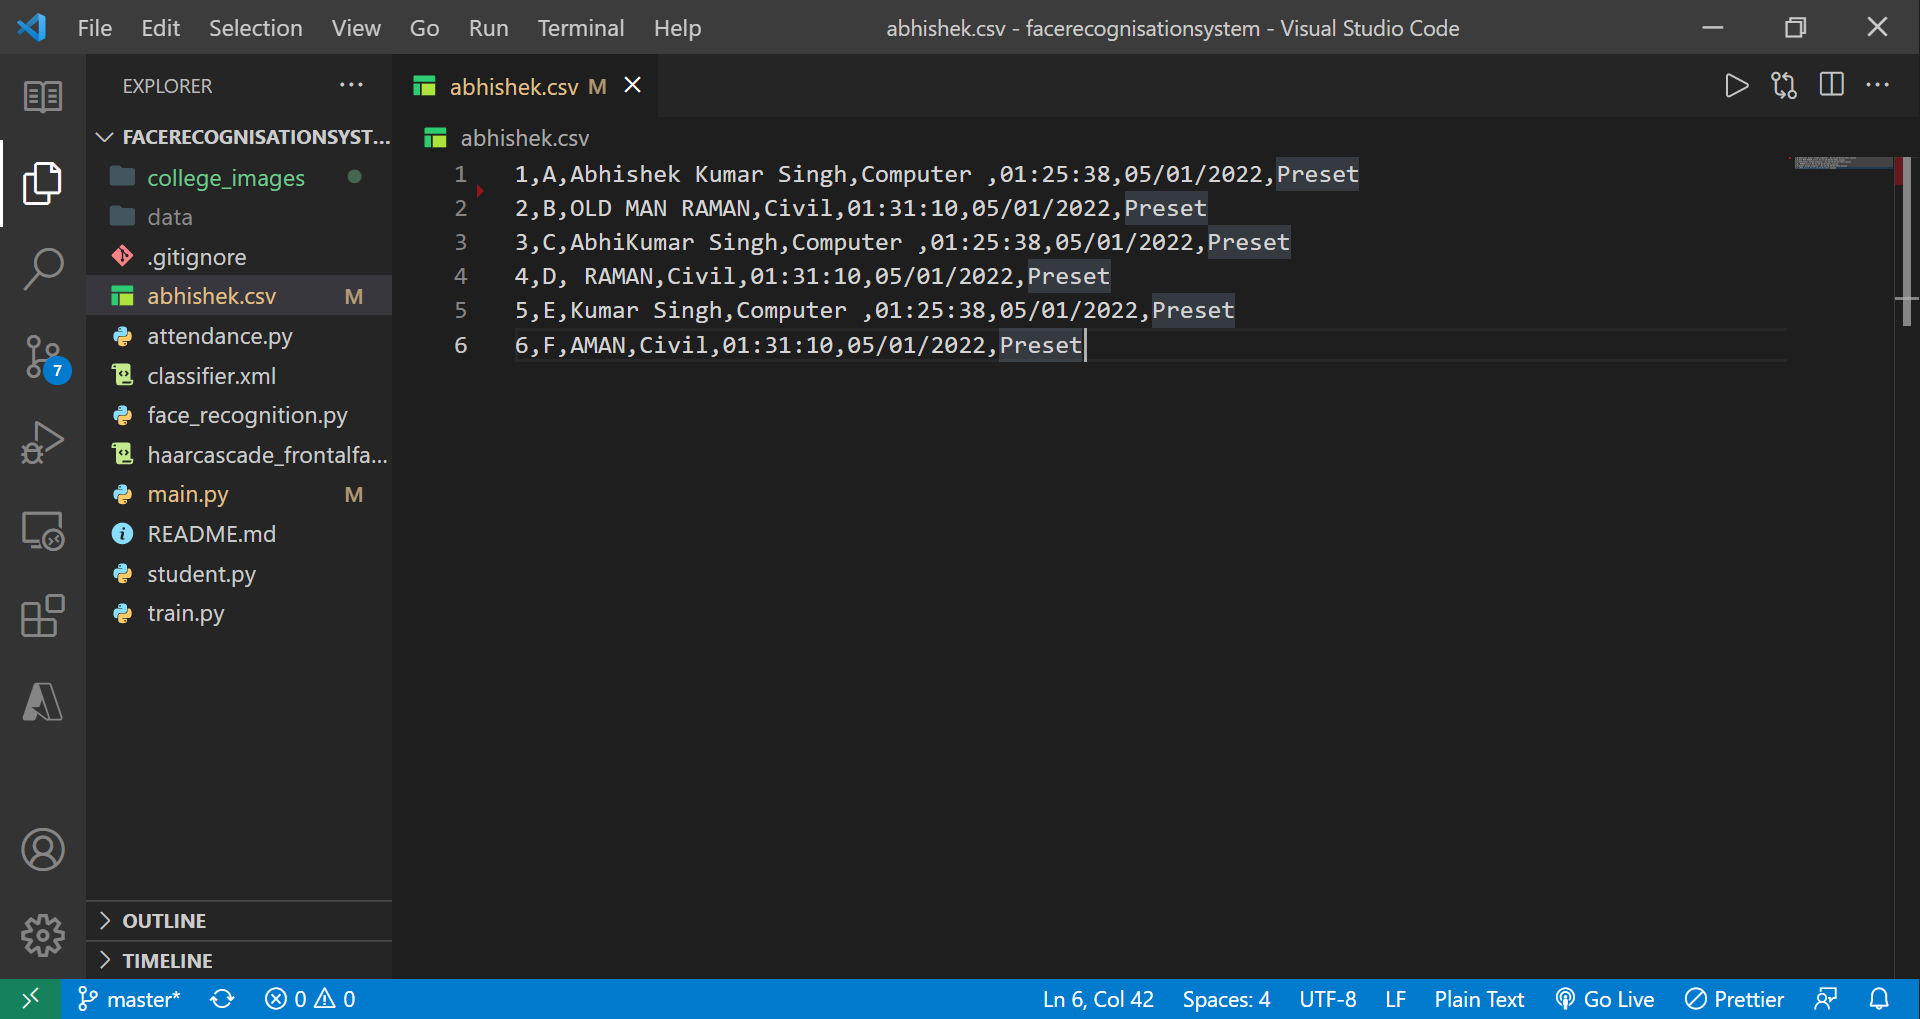 File Edit Selection View Go Run Terminal Help abhishek.csv - facerecognisationsystem - Visual Studio Code
EXPLORER
abhishek.csv M
FACERECOGNISATIONSYST...
abhishek.csv
college_images
data
.gitignore
abhishek.csv M
attendance.py
classifier.xml
face_recognition.py
haarcascade_frontalfa...
main.py M
README.md
student.py
train.py
7
1 1,A,Abhishek Kumar Singh,Computer ,01:25:38,05/01/2022,Preset
2 2,B,OLD MAN RAMAN,Civil,01:31:10,05/01/2022,Preset
3 3,C,AbhiKumar Singh,Computer ,01:25:38,05/01/2022,Preset
4 4,D, RAMAN,Civil,01:31:10,05/01/2022,Preset
5 5,E,Kumar Singh,Computer ,01:25:38,05/01/2022,Preset
6 6,F,AMAN,Civil,01:31:10,05/01/2022,Preset
OUTLINE
TIMELINE
master* 0 0 Ln 6, Col 42 Spaces: 4 UTF-8 LF Plain Text Go Live Prettier